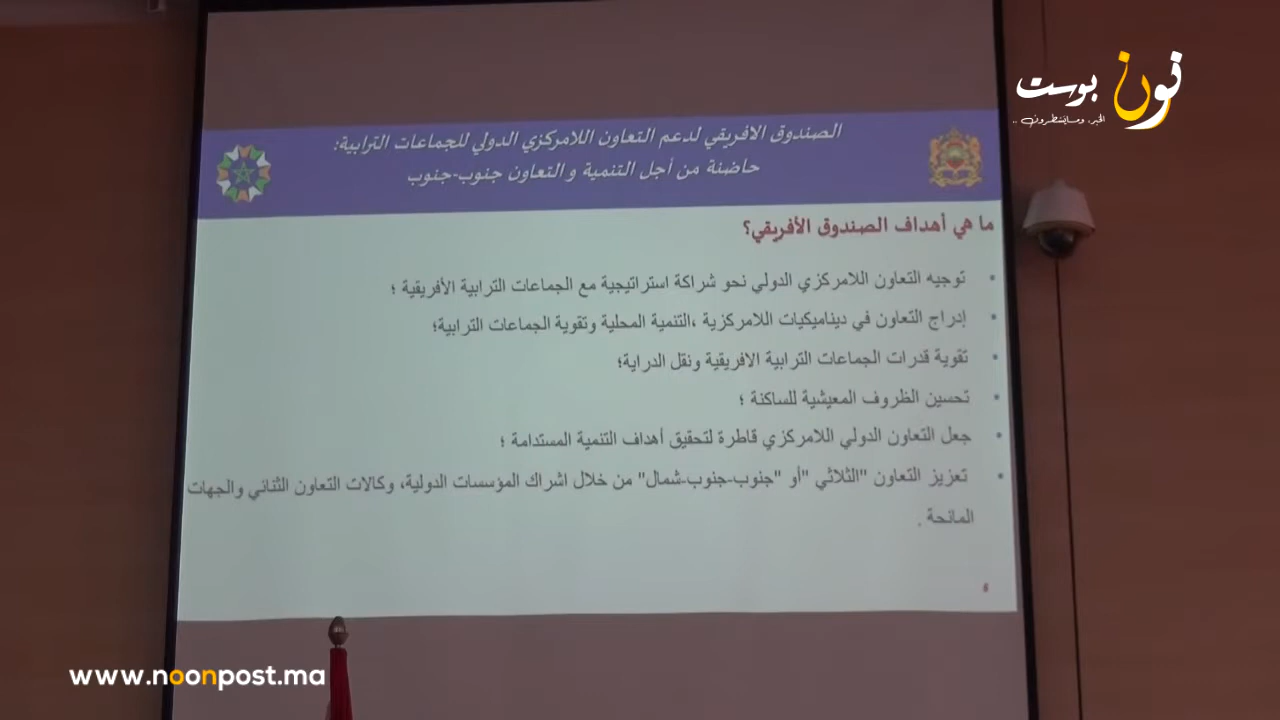 نون بوست
الخبر.. وما يسطرون ..
الصندوق الافريقي لدعم التعاون اللامركزي الدولي للجماعات الترابية:
حاضنة من أجل التنمية و التعاون جنوب-جنوب
ما هي أهداف الصندوق الأفريقي؟
• توجيه التعاون اللامركزي الدولي نحو شراكة استراتيجية مع الجماعات الترابية الأفريقية ؛
• إدراج التعاون في ديناميكيات اللامركزية ،التنمية المحلية وتقوية الجماعات الترابية؛
• تقوية قدرات الجماعات الترابية الافريقية ونقل الدراية؛
• تحسين الظروف المعيشية للساكنة ؛
• جعل التعاون الدولي اللامركزي قاطرة لتحقيق أهداف التنمية المستدامة ؛
• تعزيز التعاون "الثلاثي "أو "جنوب-جنوب-شمال" من خلال اشراك المؤسسات الدولية، وكالات التعاون الثنائي والجهات
المانحة .
www.noonpost.ma